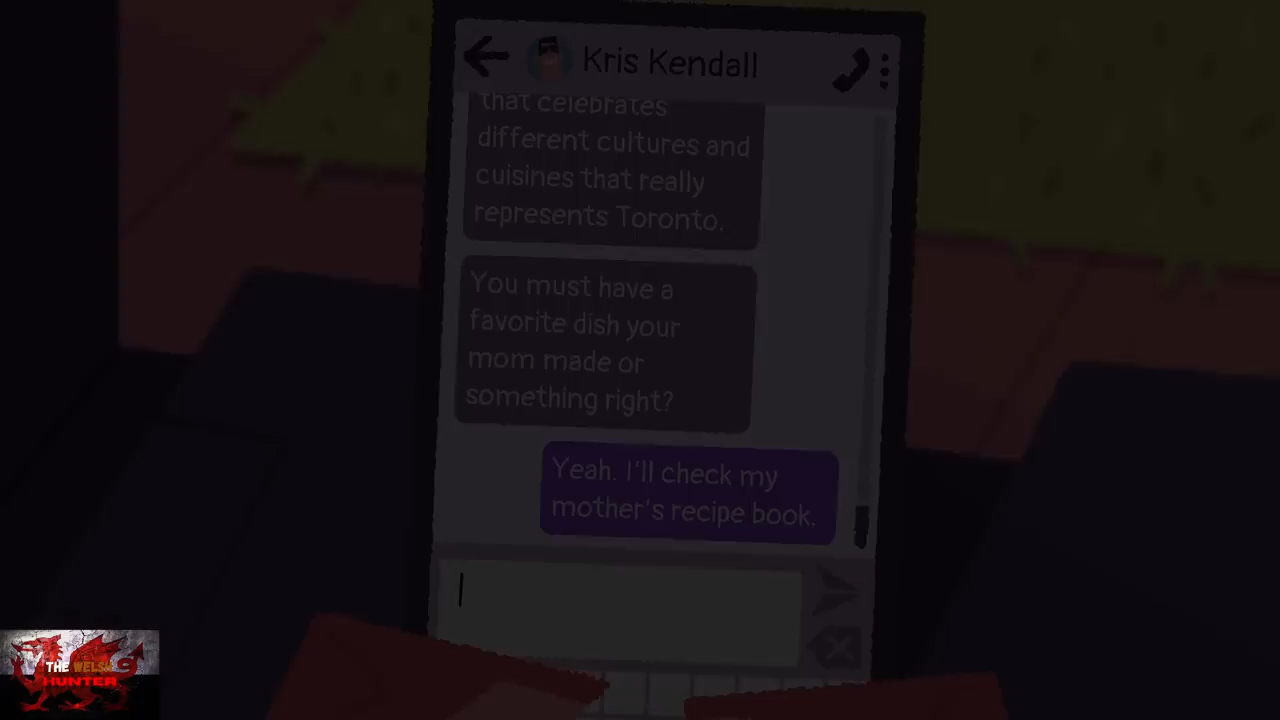 Kris Kendall
that celebrates
different cultures and
cuisines that really
represents Toronto.
You must have a
favorite dish your
mom made or
something right?
Yeah. I'll check my
mother's recipe book.
THE WELSH
HUNTER